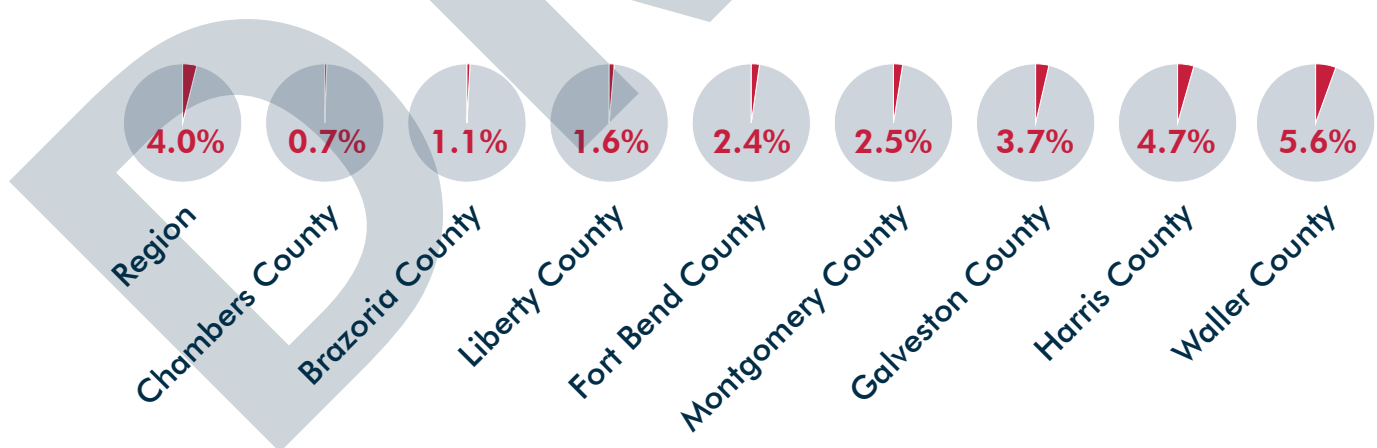 4.0% 0.7% 1.1% 1.6% 2.4% 2.5% 3.7% 4.7% 5.6%
Region
Chambers County
Brazoria County
Liberty County
Fort Bend County
Montgomery County
Galveston County
Harris County
Waller County